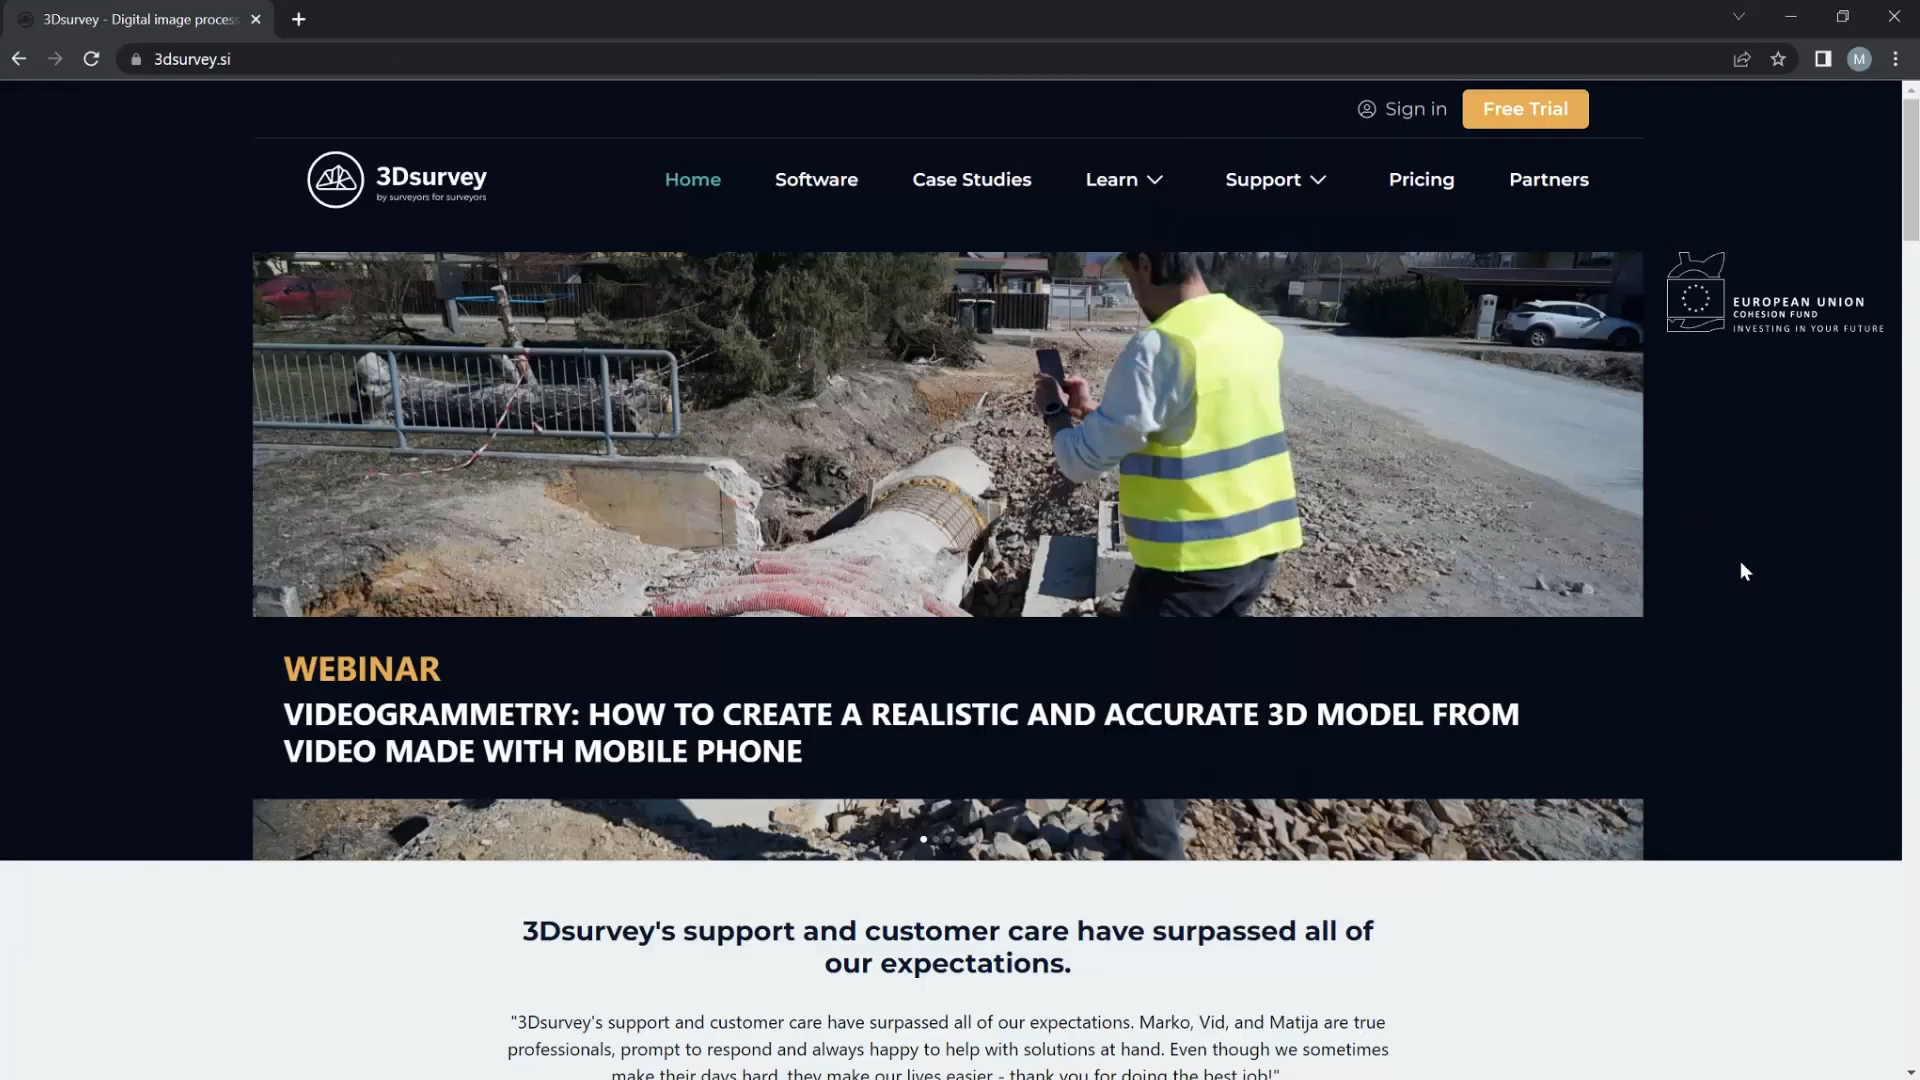 3Dsurvey - Digital image process
3dsurvey.si
M
Sign in
Free Trial
3Dsurvey
by surveyors for surveyors
Home
Software
Case Studies
Learn
Support
Pricing
Partners
EUROPEAN UNION
COHESION FUND
INVESTING IN YOUR FUTURE
WEBINAR
VIDEOGRAMMETRY: HOW TO CREATE A REALISTIC AND ACCURATE 3D MODEL FROM
VIDEO MADE WITH MOBILE PHONE
3Dsurvey's support and customer care have surpassed all of
our expectations.
"3Dsurvey's support and customer care have surpassed all of our expectations. Marko, Vid, and Matija are true
professionals, prompt to respond and always happy to help with solutions at hand. Even though we sometimes
make their days hard, they make our lives easier - thank you for doing the best job!"